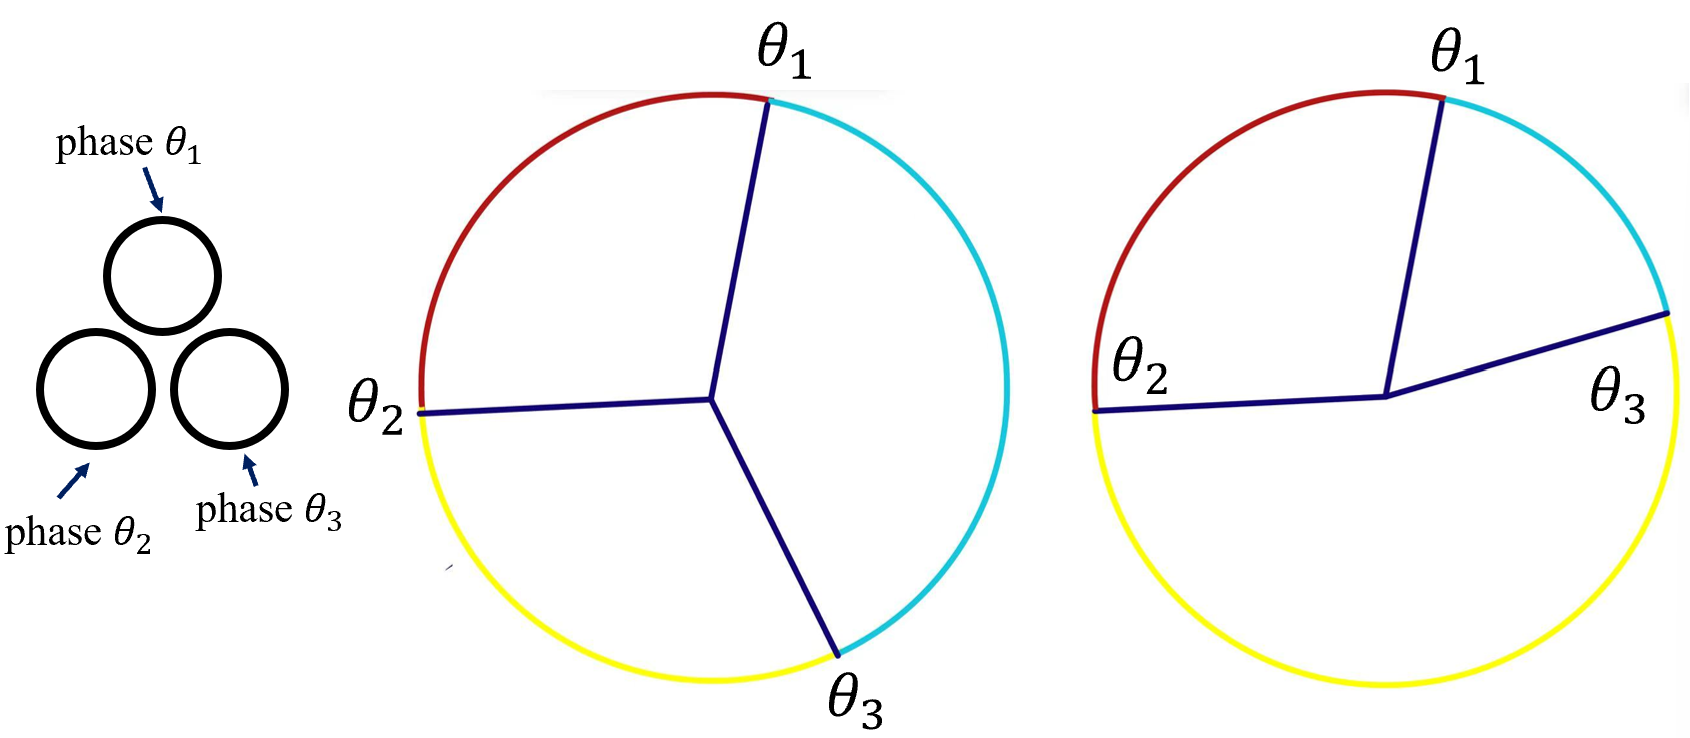 phase θ₁
phase θ₂
phase θ₃
θ₁
θ₂
θ₃
θ₁
θ₂
θ₃